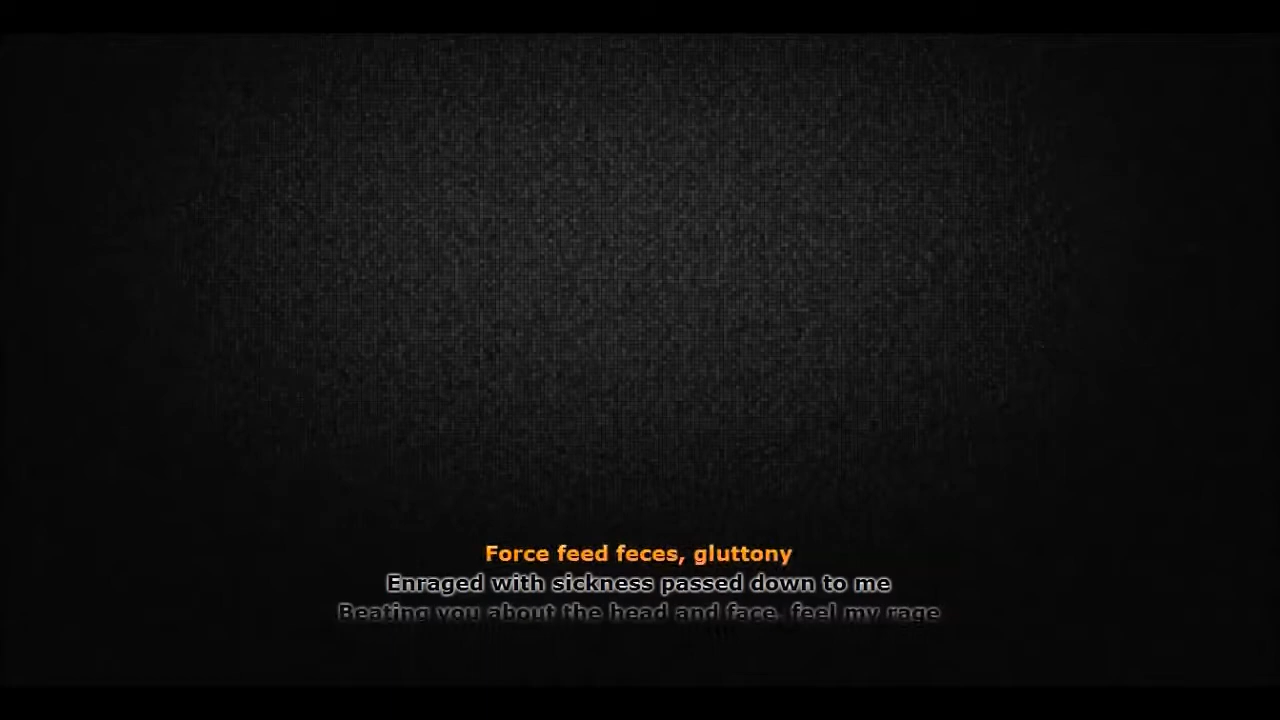 Force feed feces, gluttony
Enraged with sickness passed down to me
Beating you about the head and face, feel my rage